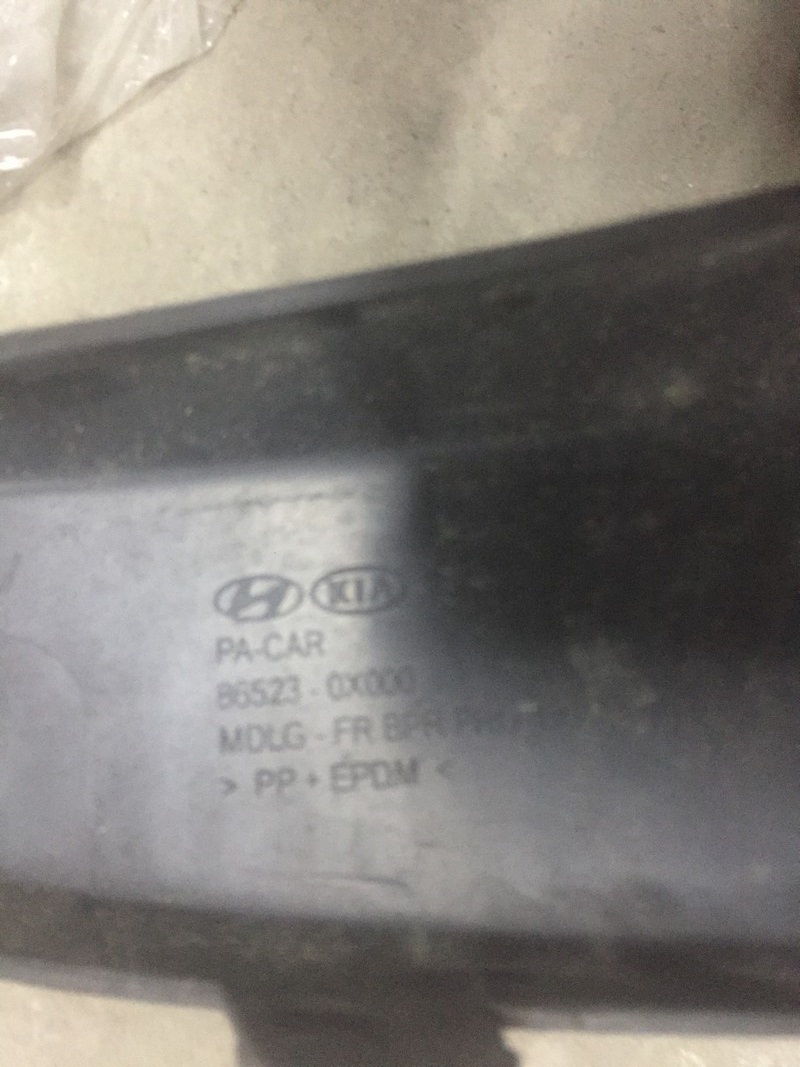 KIA
PA-CAR
86523 - 0X000
MDLG - FR BPR
> PP + EPDM <